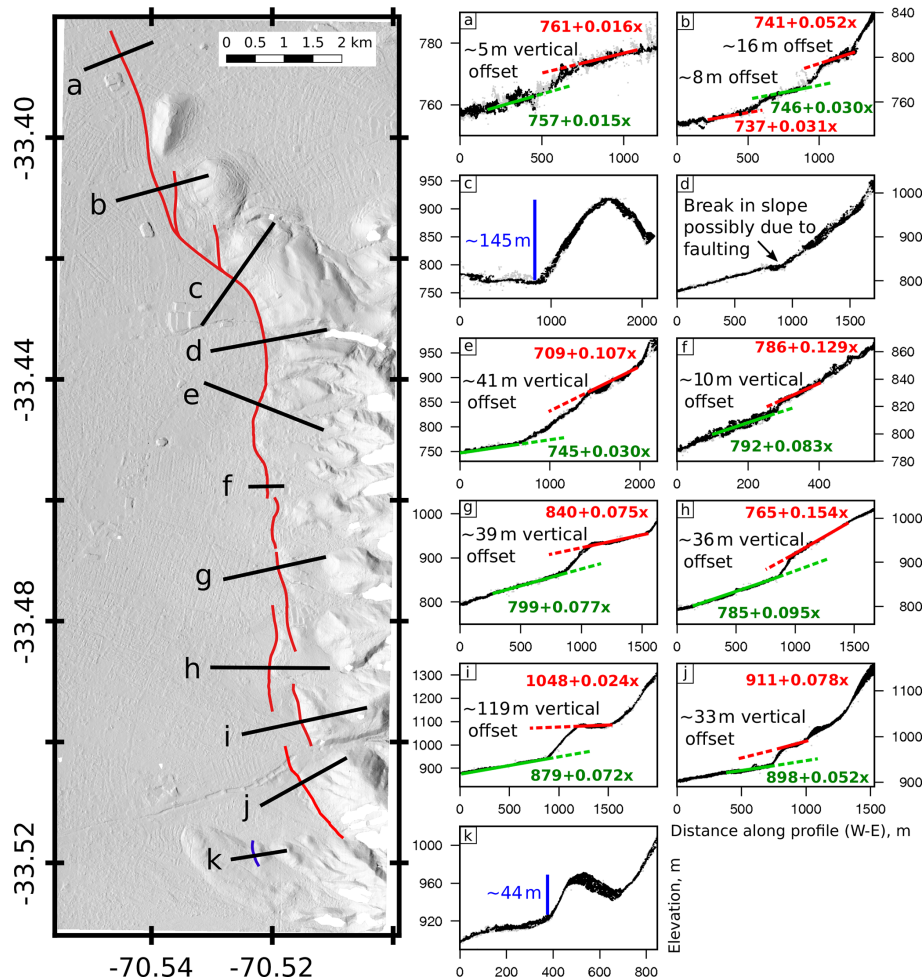 0 0.5 1 1.5 2 km
a
b
c
d
e
f
g
h
i
j
k
-33.40
-33.44
-33.48
-33.52
-70.54 -70.52
a
761+0.016x
~5 m vertical
offset
757+0.015x
780
760
0 500 1000
b
741+0.052x
~16 m offset
~8 m offset
746+0.030x
737+0.031x
840
800
760
0 500 1000
c
~145 m
950
900
850
800
750
0 1000 2000
d
Break in slope
possibly due to
faulting
1000
900
800
0 500 1000 1500
e
709+0.107x
~41 m vertical
offset
745+0.030x
950
900
850
800
750
0 500 1000 1500 2000
f
786+0.129x
~10 m vertical
offset
792+0.083x
860
840
820
800
780
0 200 400
g
840+0.075x
~39 m vertical
offset
799+0.077x
1000
900
800
0 500 1000 1500
h
765+0.154x
~36 m vertical
offset
785+0.095x
1000
900
800
0 500 1000 1500
i
1048+0.024x
~119 m vertical
offset
879+0.072x
1300
1200
1100
1000
900
0 500 1000 1500 2000
j
911+0.078x
~33 m vertical
offset
898+0.052x
1100
1000
900
0 500 1000 1500
Distance along profile (W-E), m
k
~44 m
1000
960
920
0 200 400 600 800
Elevation, m